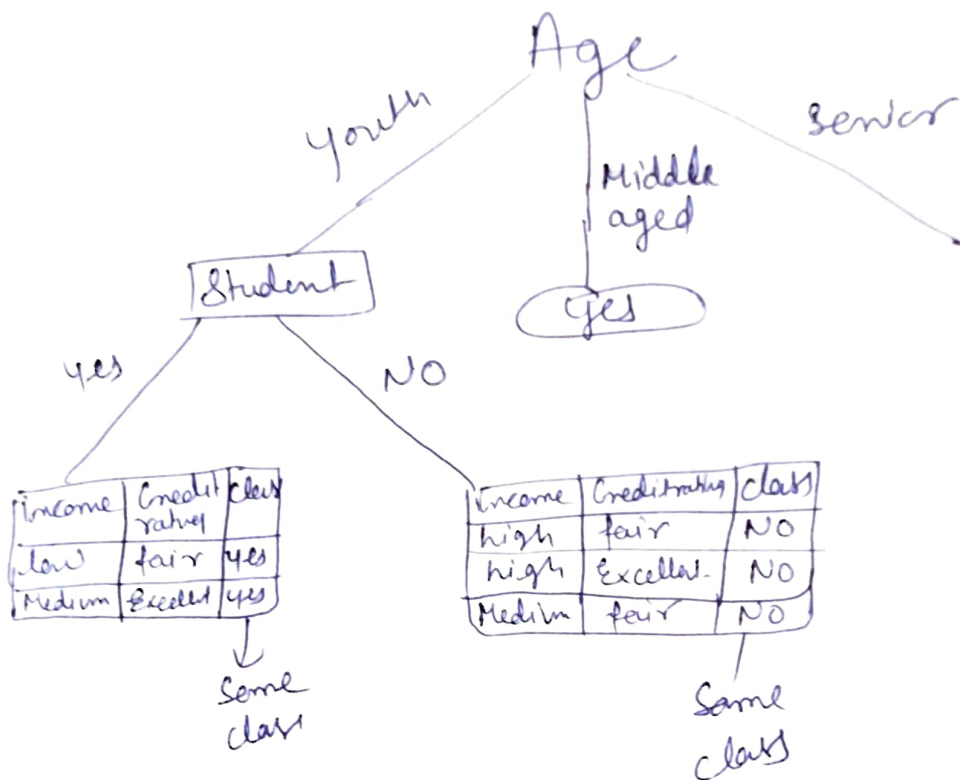 Age
Youth
Middle
aged
Senior
Student
Yes
Yes
NO
Income | Credit rating | Class
low | fair | Yes
Medium | Excellent | Yes
Same
class
Income | Creditrating | Class
high | fair | NO
high | Excellent | NO
Medium | fair | NO
Same
class